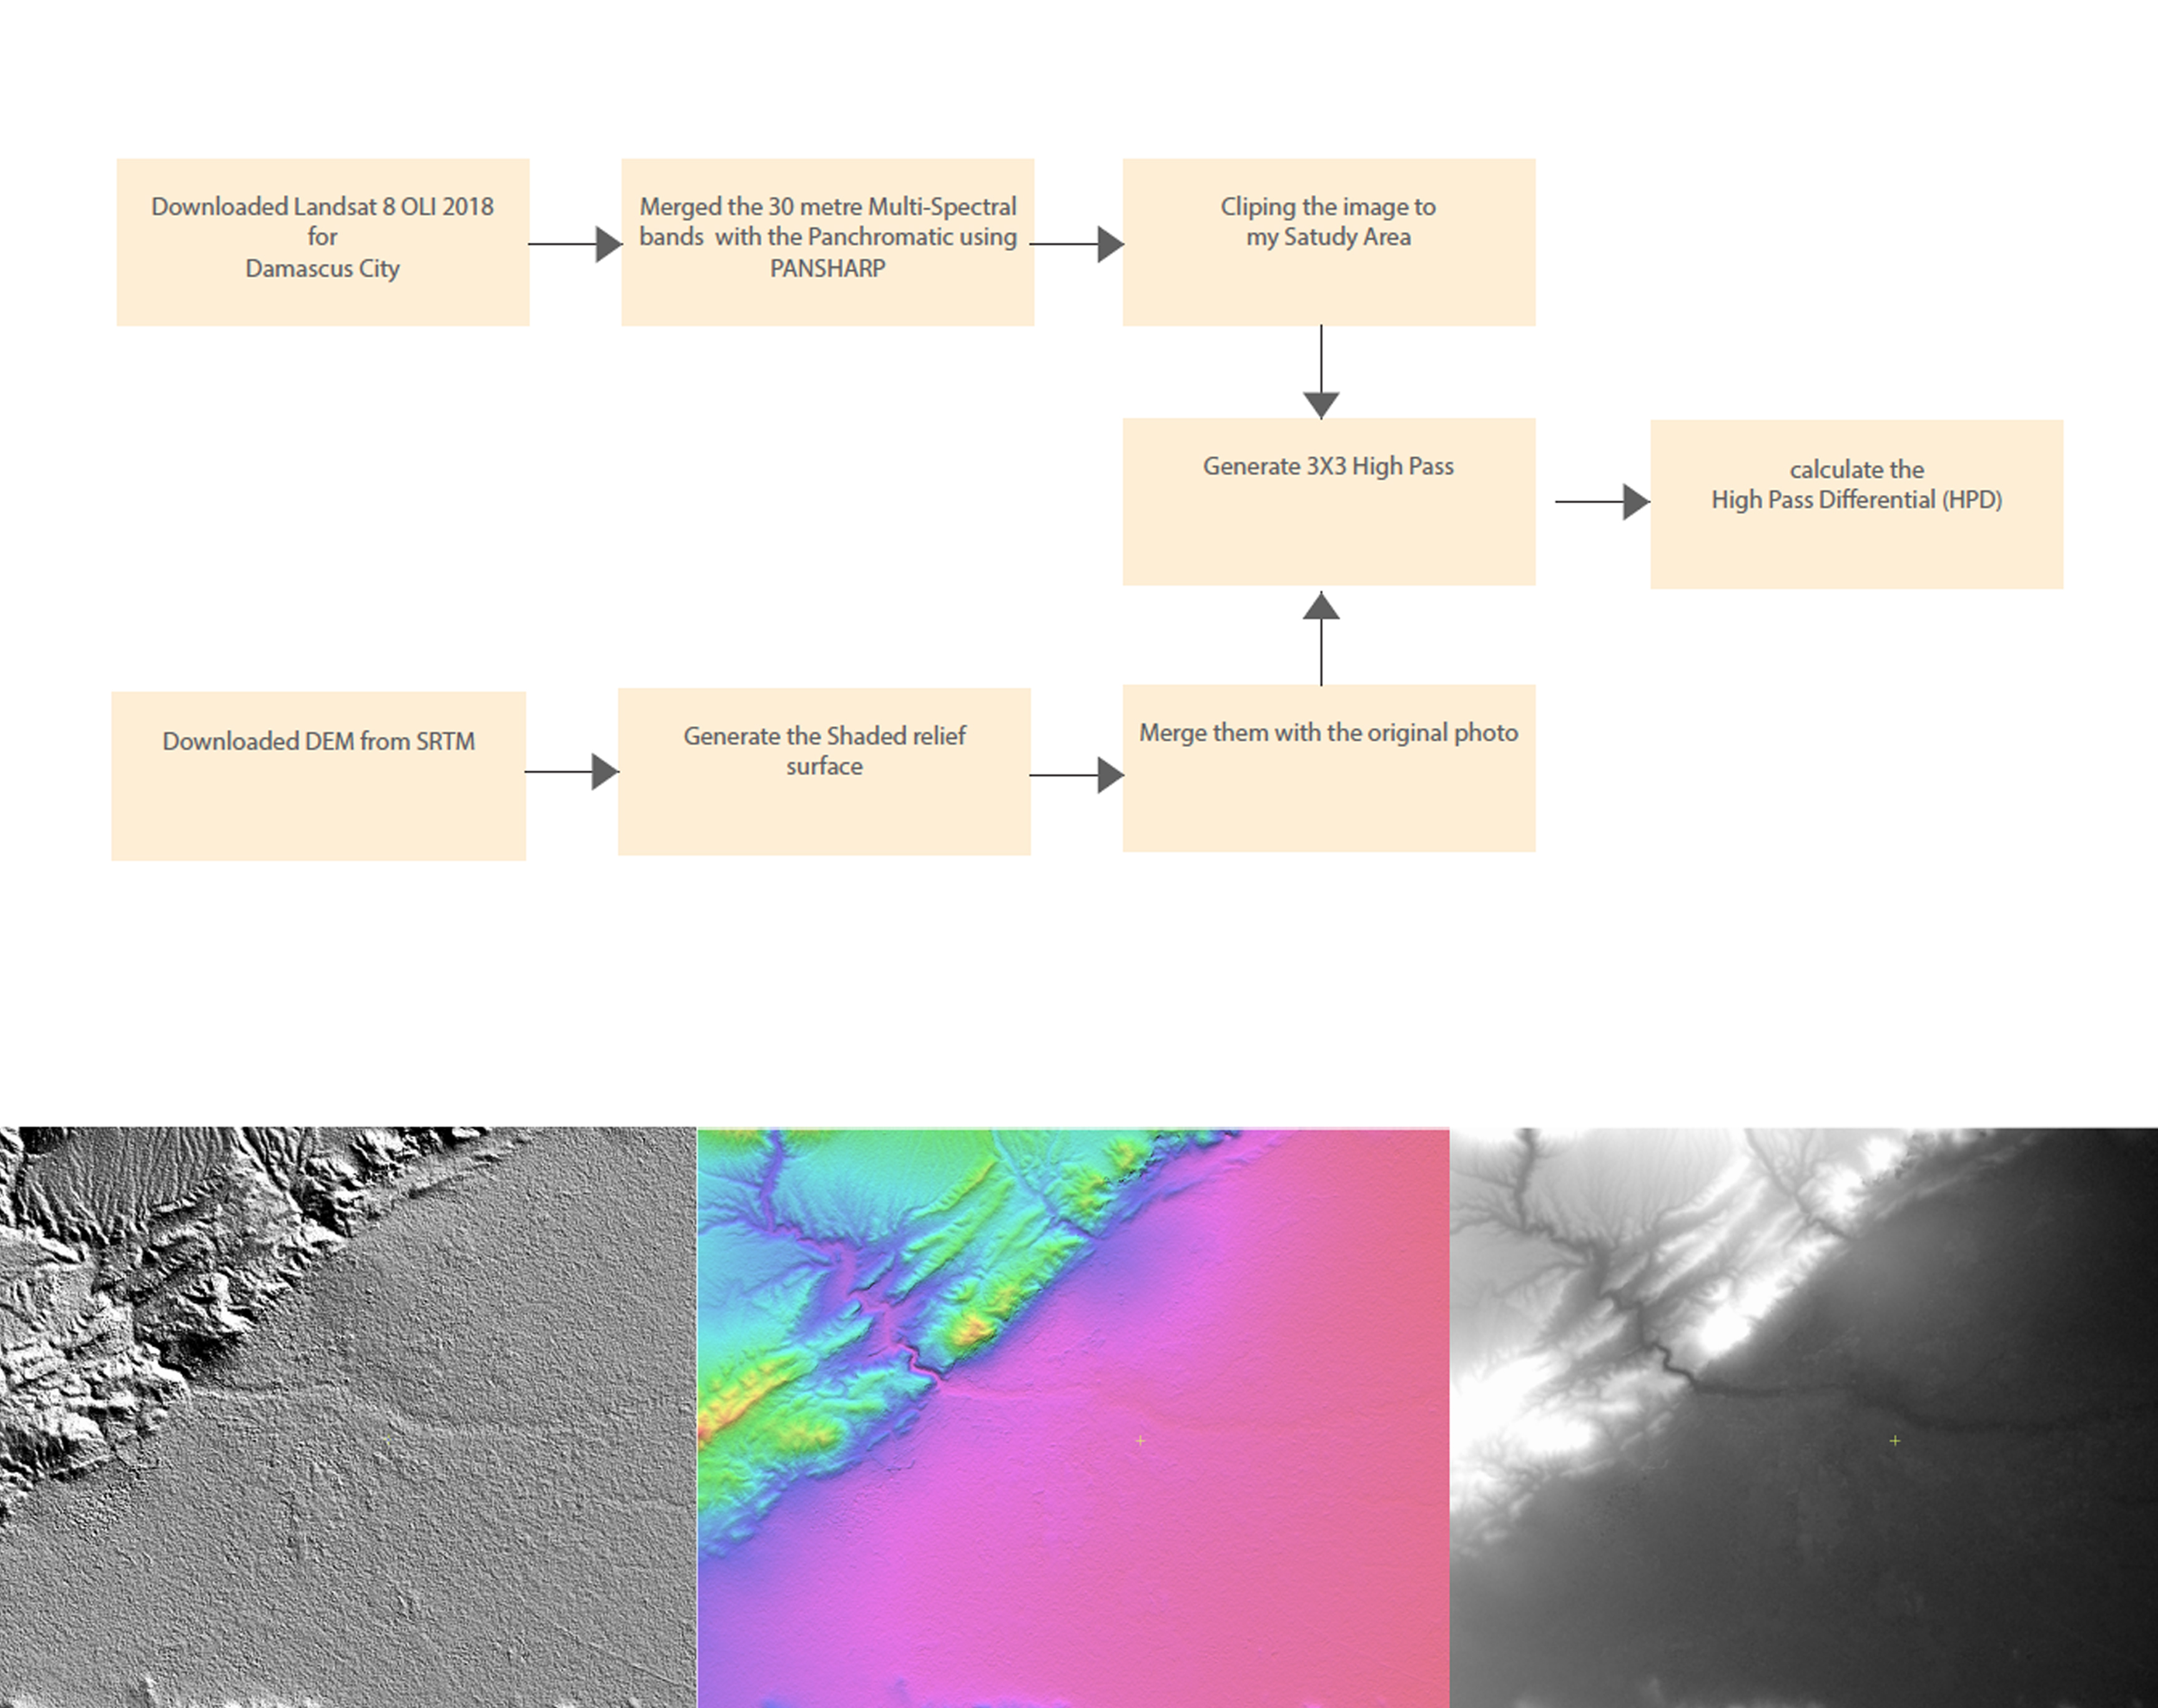 Downloaded Landsat 8 OLI 2018
for
Damascus City
Merged the 30 metre Multi-Spectral
bands with the Panchromatic using
PANSHARP
Cliping the image to
my Satudy Area
Generate 3X3 High Pass
calculate the
High Pass Differential (HPD)
Downloaded DEM from SRTM
Generate the Shaded relief
surface
Merge them with the original photo